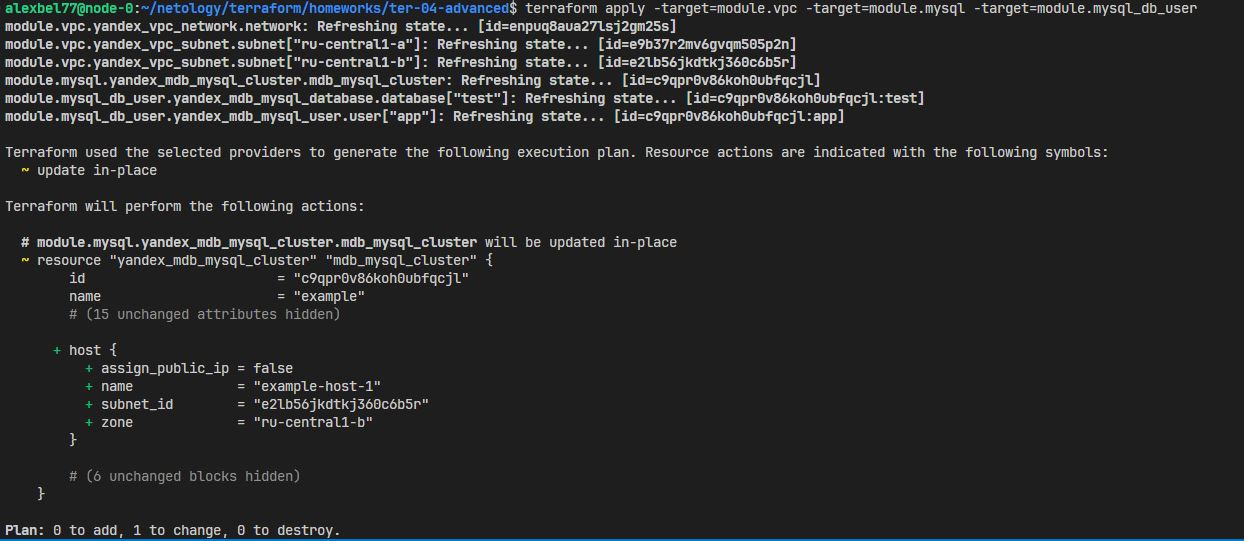 alexbel77@node-0:~/netology/terraform/homeworks/ter-04-advanced$ terraform apply -target=module.vpc -target=module.mysql -target=module.mysql_db_user
module.vpc.yandex_vpc_network.network: Refreshing state... [id=enpuq8aua27lsj2gm25s]
module.vpc.yandex_vpc_subnet.subnet["ru-central1-a"]: Refreshing state... [id=e9b37r2mv6gvqm505p2n]
module.vpc.yandex_vpc_subnet.subnet["ru-central1-b"]: Refreshing state... [id=e2lb56jkdtkj360c6b5r]
module.mysql.yandex_mdb_mysql_cluster.mdb_mysql_cluster: Refreshing state... [id=c9qpr0v86koh0ubfqcjl]
module.mysql_db_user.yandex_mdb_mysql_database.database["test"]: Refreshing state... [id=c9qpr0v86koh0ubfqcjl:test]
module.mysql_db_user.yandex_mdb_mysql_user.user["app"]: Refreshing state... [id=c9qpr0v86koh0ubfqcjl:app]

Terraform used the selected providers to generate the following execution plan. Resource actions are indicated with the following symbols:
  ~ update in-place

Terraform will perform the following actions:

  # module.mysql.yandex_mdb_mysql_cluster.mdb_mysql_cluster will be updated in-place
  ~ resource "yandex_mdb_mysql_cluster" "mdb_mysql_cluster" {
        id                        = "c9qpr0v86koh0ubfqcjl"
        name                      = "example"
        # (15 unchanged attributes hidden)

      + host {
          + assign_public_ip = false
          + name             = "example-host-1"
          + subnet_id        = "e2lb56jkdtkj360c6b5r"
          + zone             = "ru-central1-b"
        }

        # (6 unchanged blocks hidden)
    }

Plan: 0 to add, 1 to change, 0 to destroy.